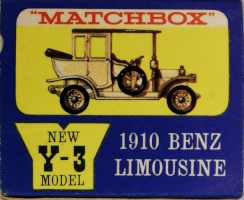 "MATCHBOX"
NEW
Y-3
MODEL
1910 BENZ
LIMOUSINE